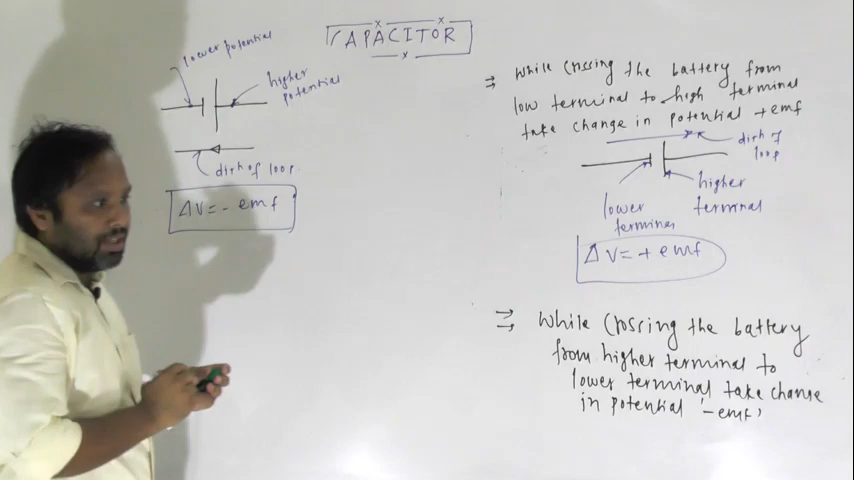 CAPACITOR
lower potential
higher
potential
dirn of loop
ΔV = - emf
⇒ While crossing the battery from
low terminal to high terminal
take change in potential + emf
dirn of
loop
lower
terminal
higher
terminal
ΔV = + emf
⇒ While crossing the battery
from higher terminal to
lower terminal take change
in potential '- emf'